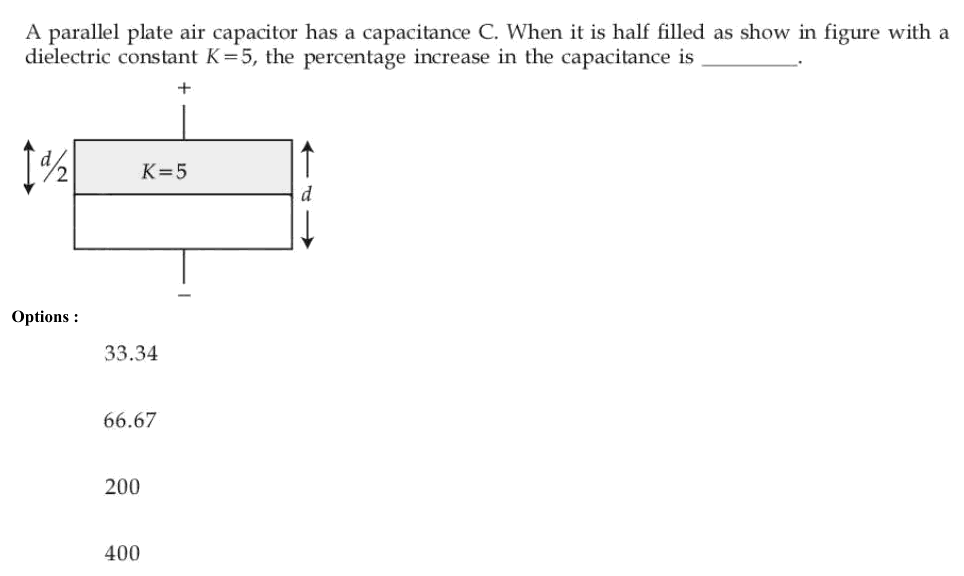 A parallel plate air capacitor has a capacitance C. When it is half filled as show in figure with a
dielectric constant K=5, the percentage increase in the capacitance is ________.
+
d/2
K=5
d
−
Options :
33.34
66.67
200
400